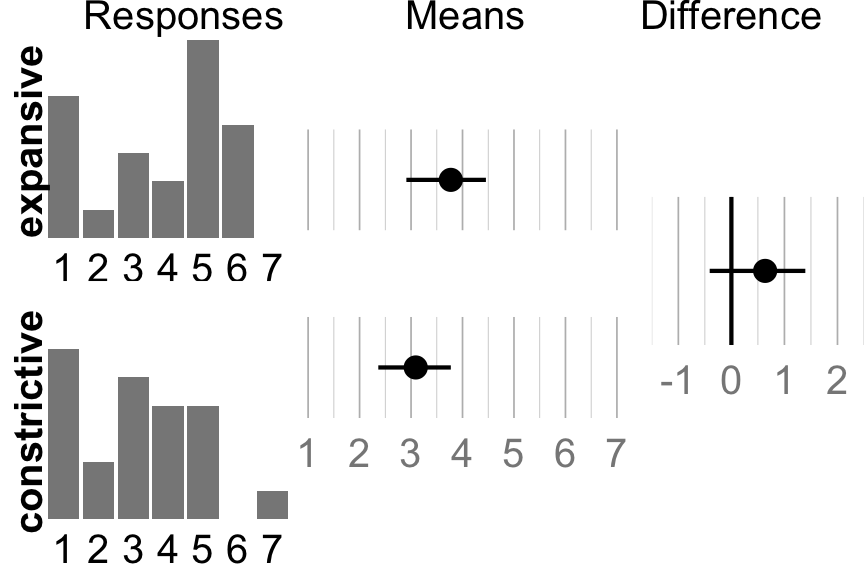 Responses Means Difference
expansive
1 2 3 4 5 6 7
constrictive
1 2 3 4 5 6 7
1 2 3 4 5 6 7
-1 0 1 2